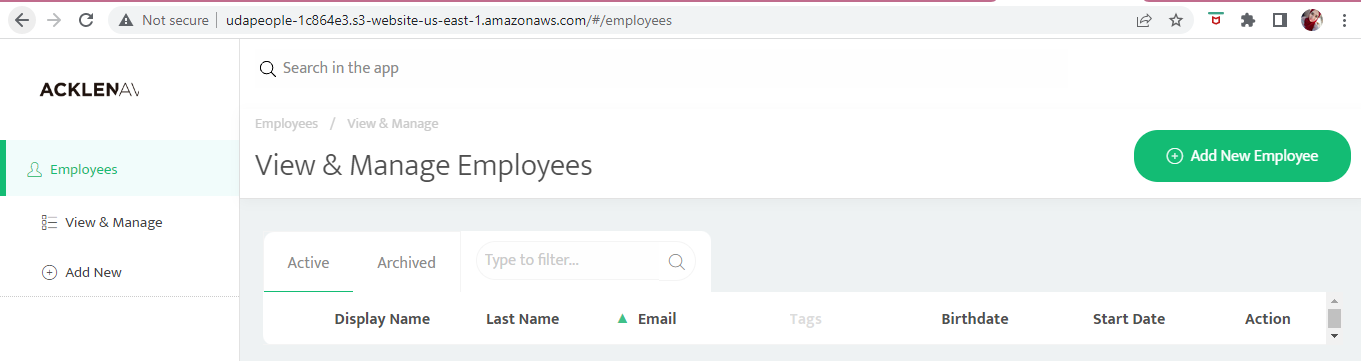 Not secure udapeople-1c864e3.s3-website-us-east-1.amazonaws.com/#/employees
Search in the app
ACKLENAV
Employees / View & Manage
View & Manage Employees
Add New Employee
Employees
View & Manage
Add New
Active Archived Type to filter...
Display Name Last Name Email Tags Birthdate Start Date Action